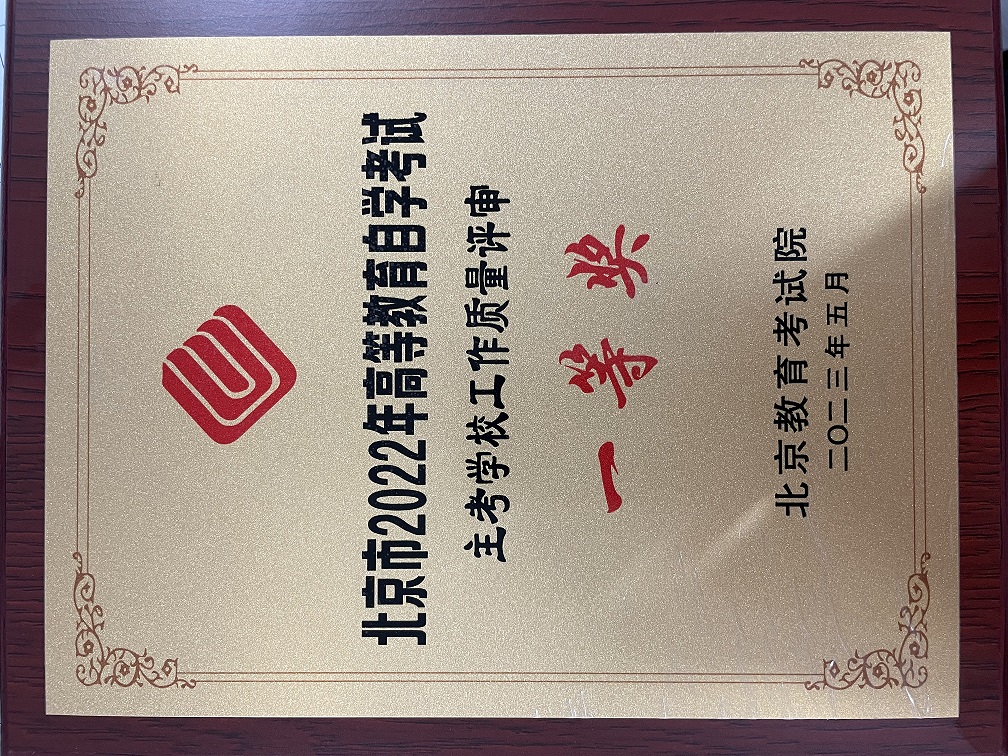 北京市2022年高等教育自学考试
主考学校工作质量评审
一等奖
北京教育考试院
二〇二三年五月